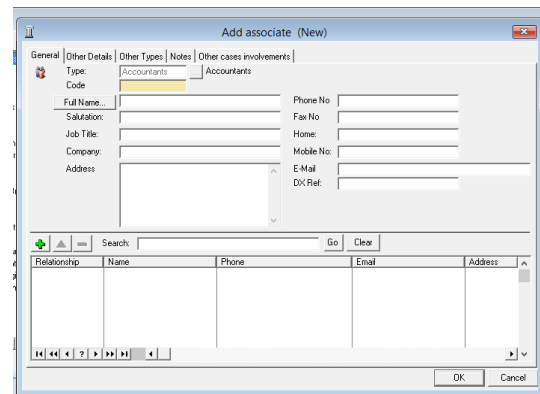 Add associate (New)
General Other Details Other Types Notes Other cases involvements
Type: Accountants Accountants
Code
Full Name... Phone No
Salutation: Fax No
Job Title: Home:
Company: Mobile No:
Address E-Mail
DX Ref:
Search: Go Clear
Relationship Name Phone Email Address
?
OK Cancel